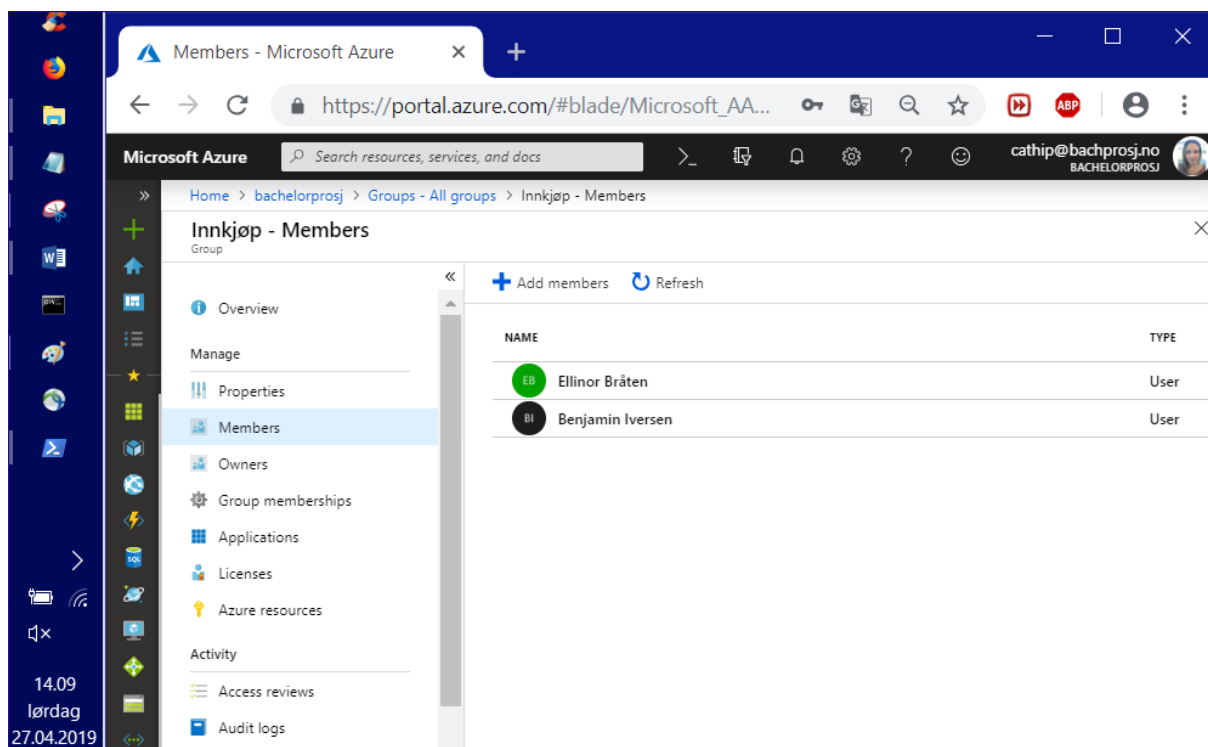 Members - Microsoft Azure
https://portal.azure.com/#blade/Microsoft_AA...
ABP
Microsoft Azure
Search resources, services, and docs
cathip@bachprosj.no
BACHELORPROSJ
Home > bachelorprosj > Groups - All groups > Innkjøp - Members
Innkjøp - Members
Group
Add members
Refresh
Overview
Manage
Properties
Members
Owners
Group memberships
Applications
Licenses
Azure resources
Activity
Access reviews
Audit logs
NAME TYPE
EB Ellinor Bråten User
BI Benjamin Iversen User
SQL
14.09
lørdag
27.04.2019